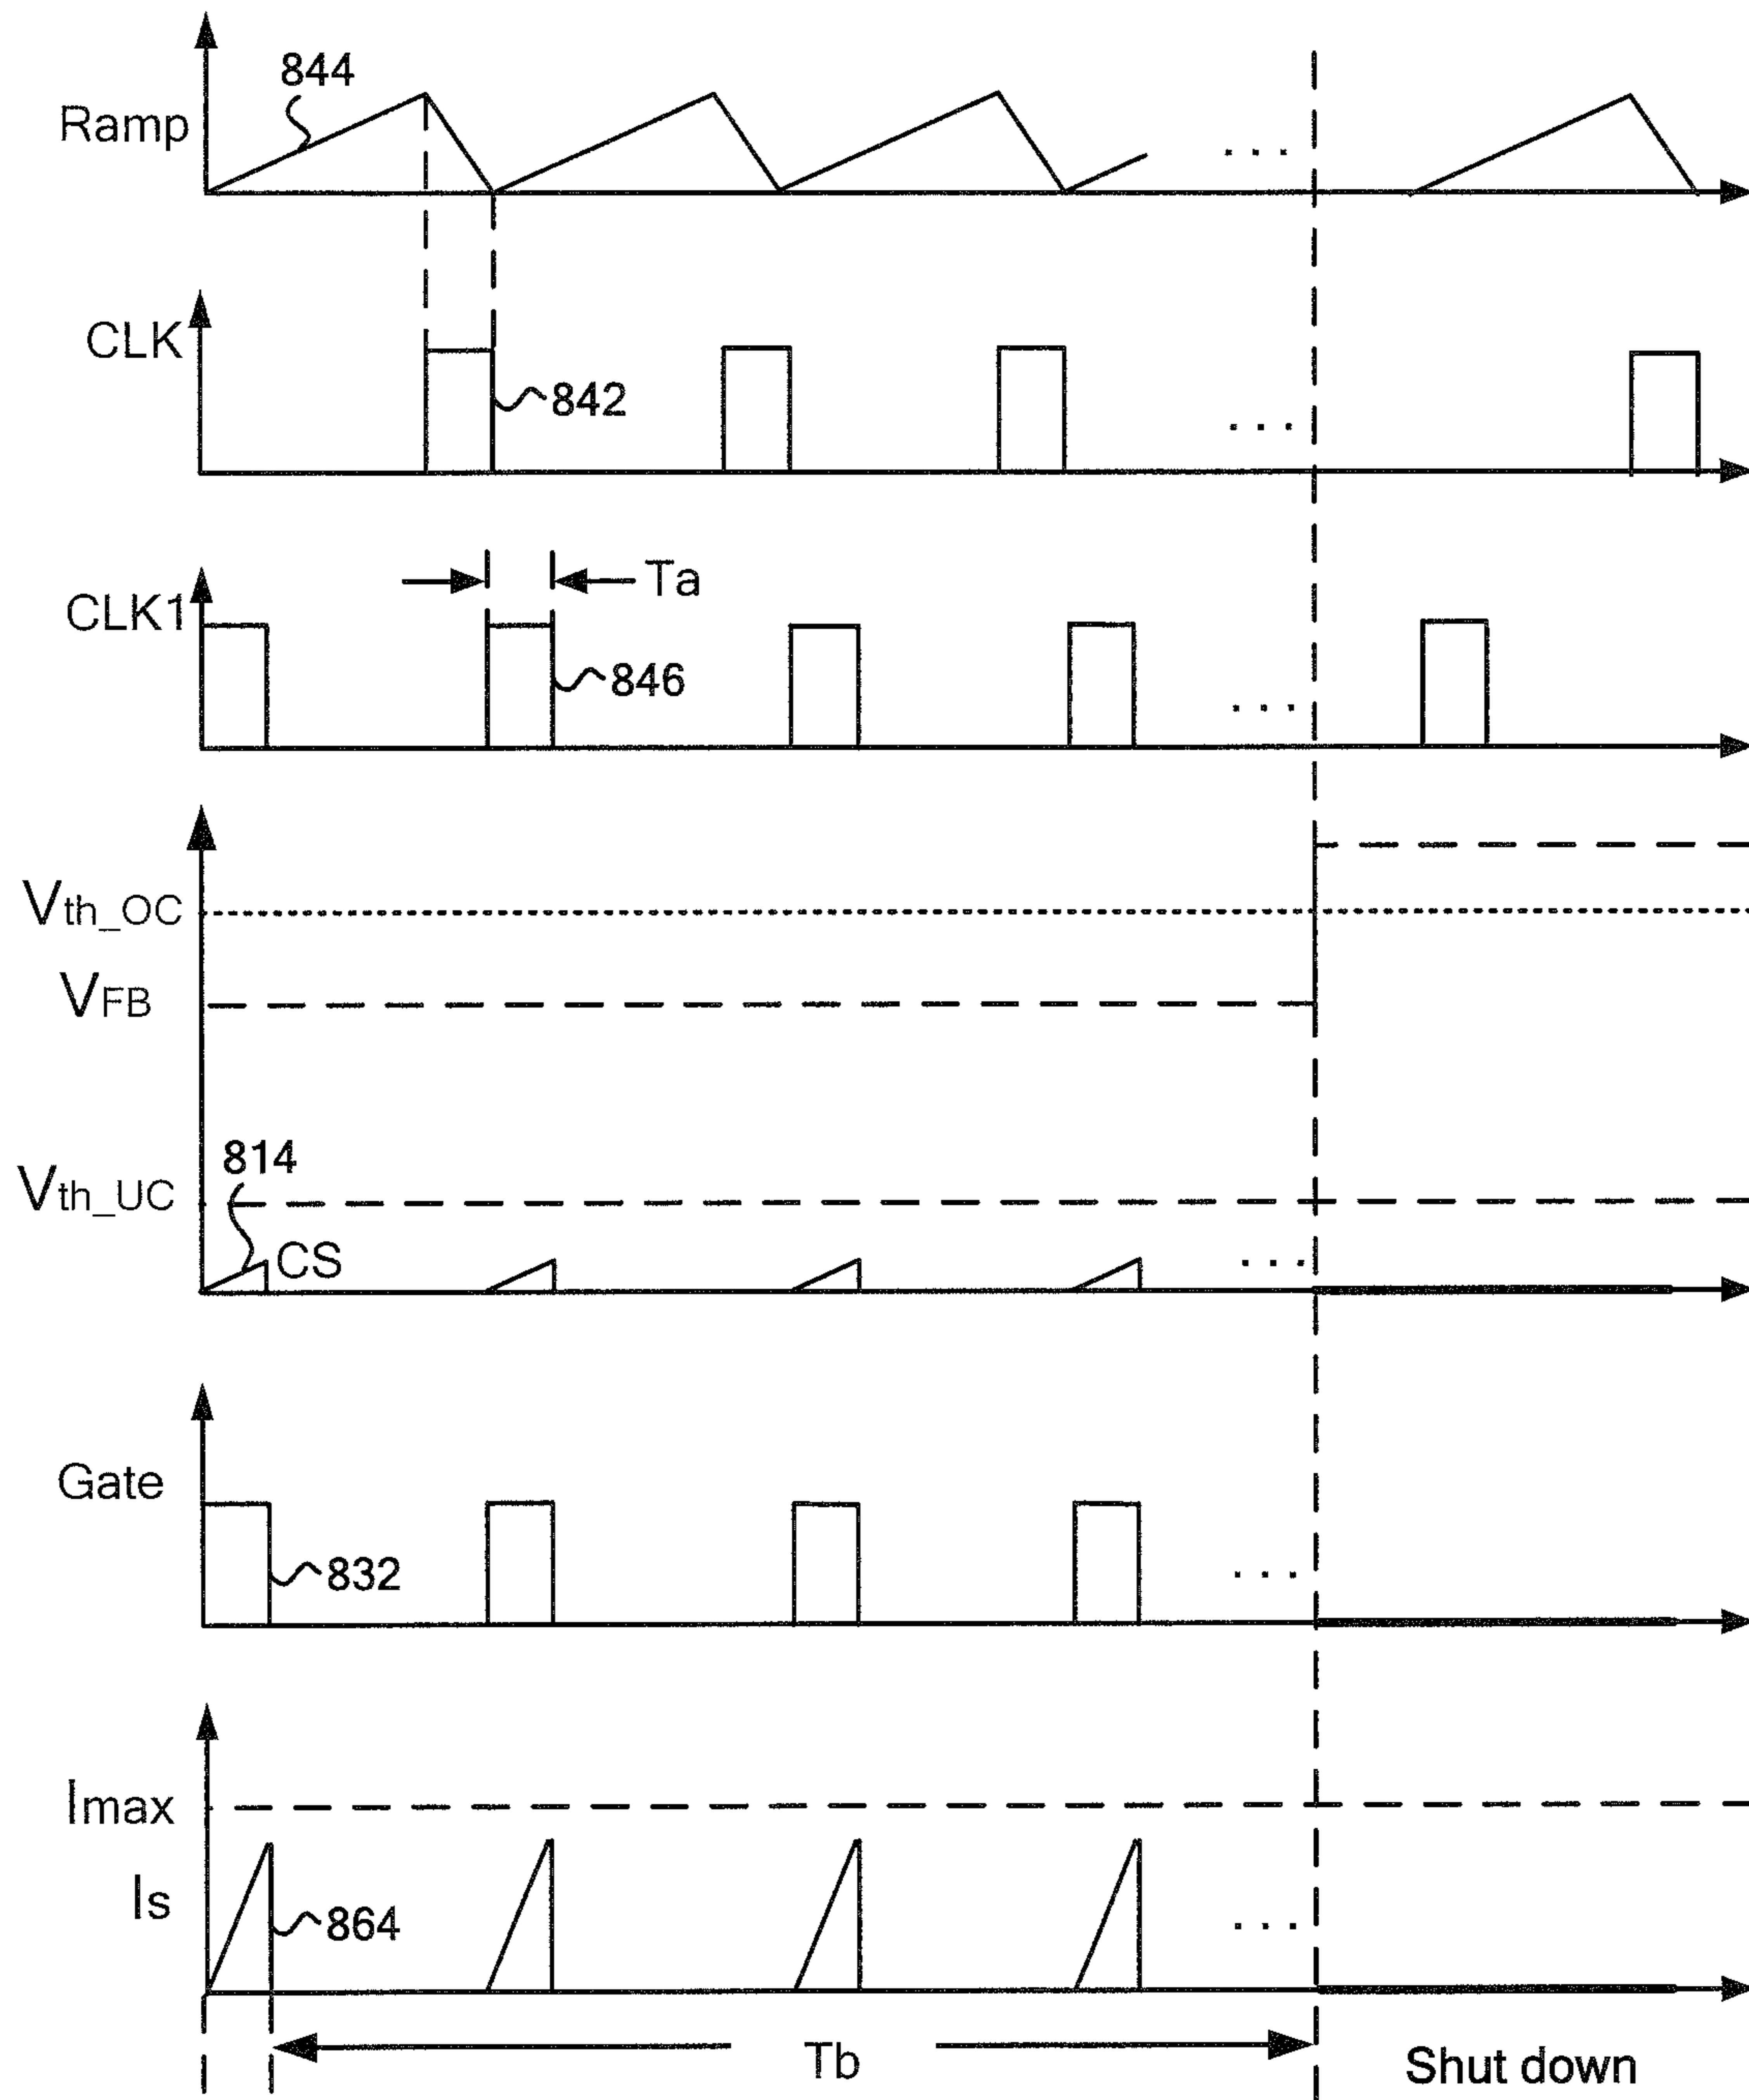 844
Ramp
. . .
CLK
842
. . .
Ta
CLK1
846
. . .
Vth_OC
VFB
814
Vth_UC
CS
. . .
Gate
832
. . .
Imax
Is
864
. . .
Tb
Shut down